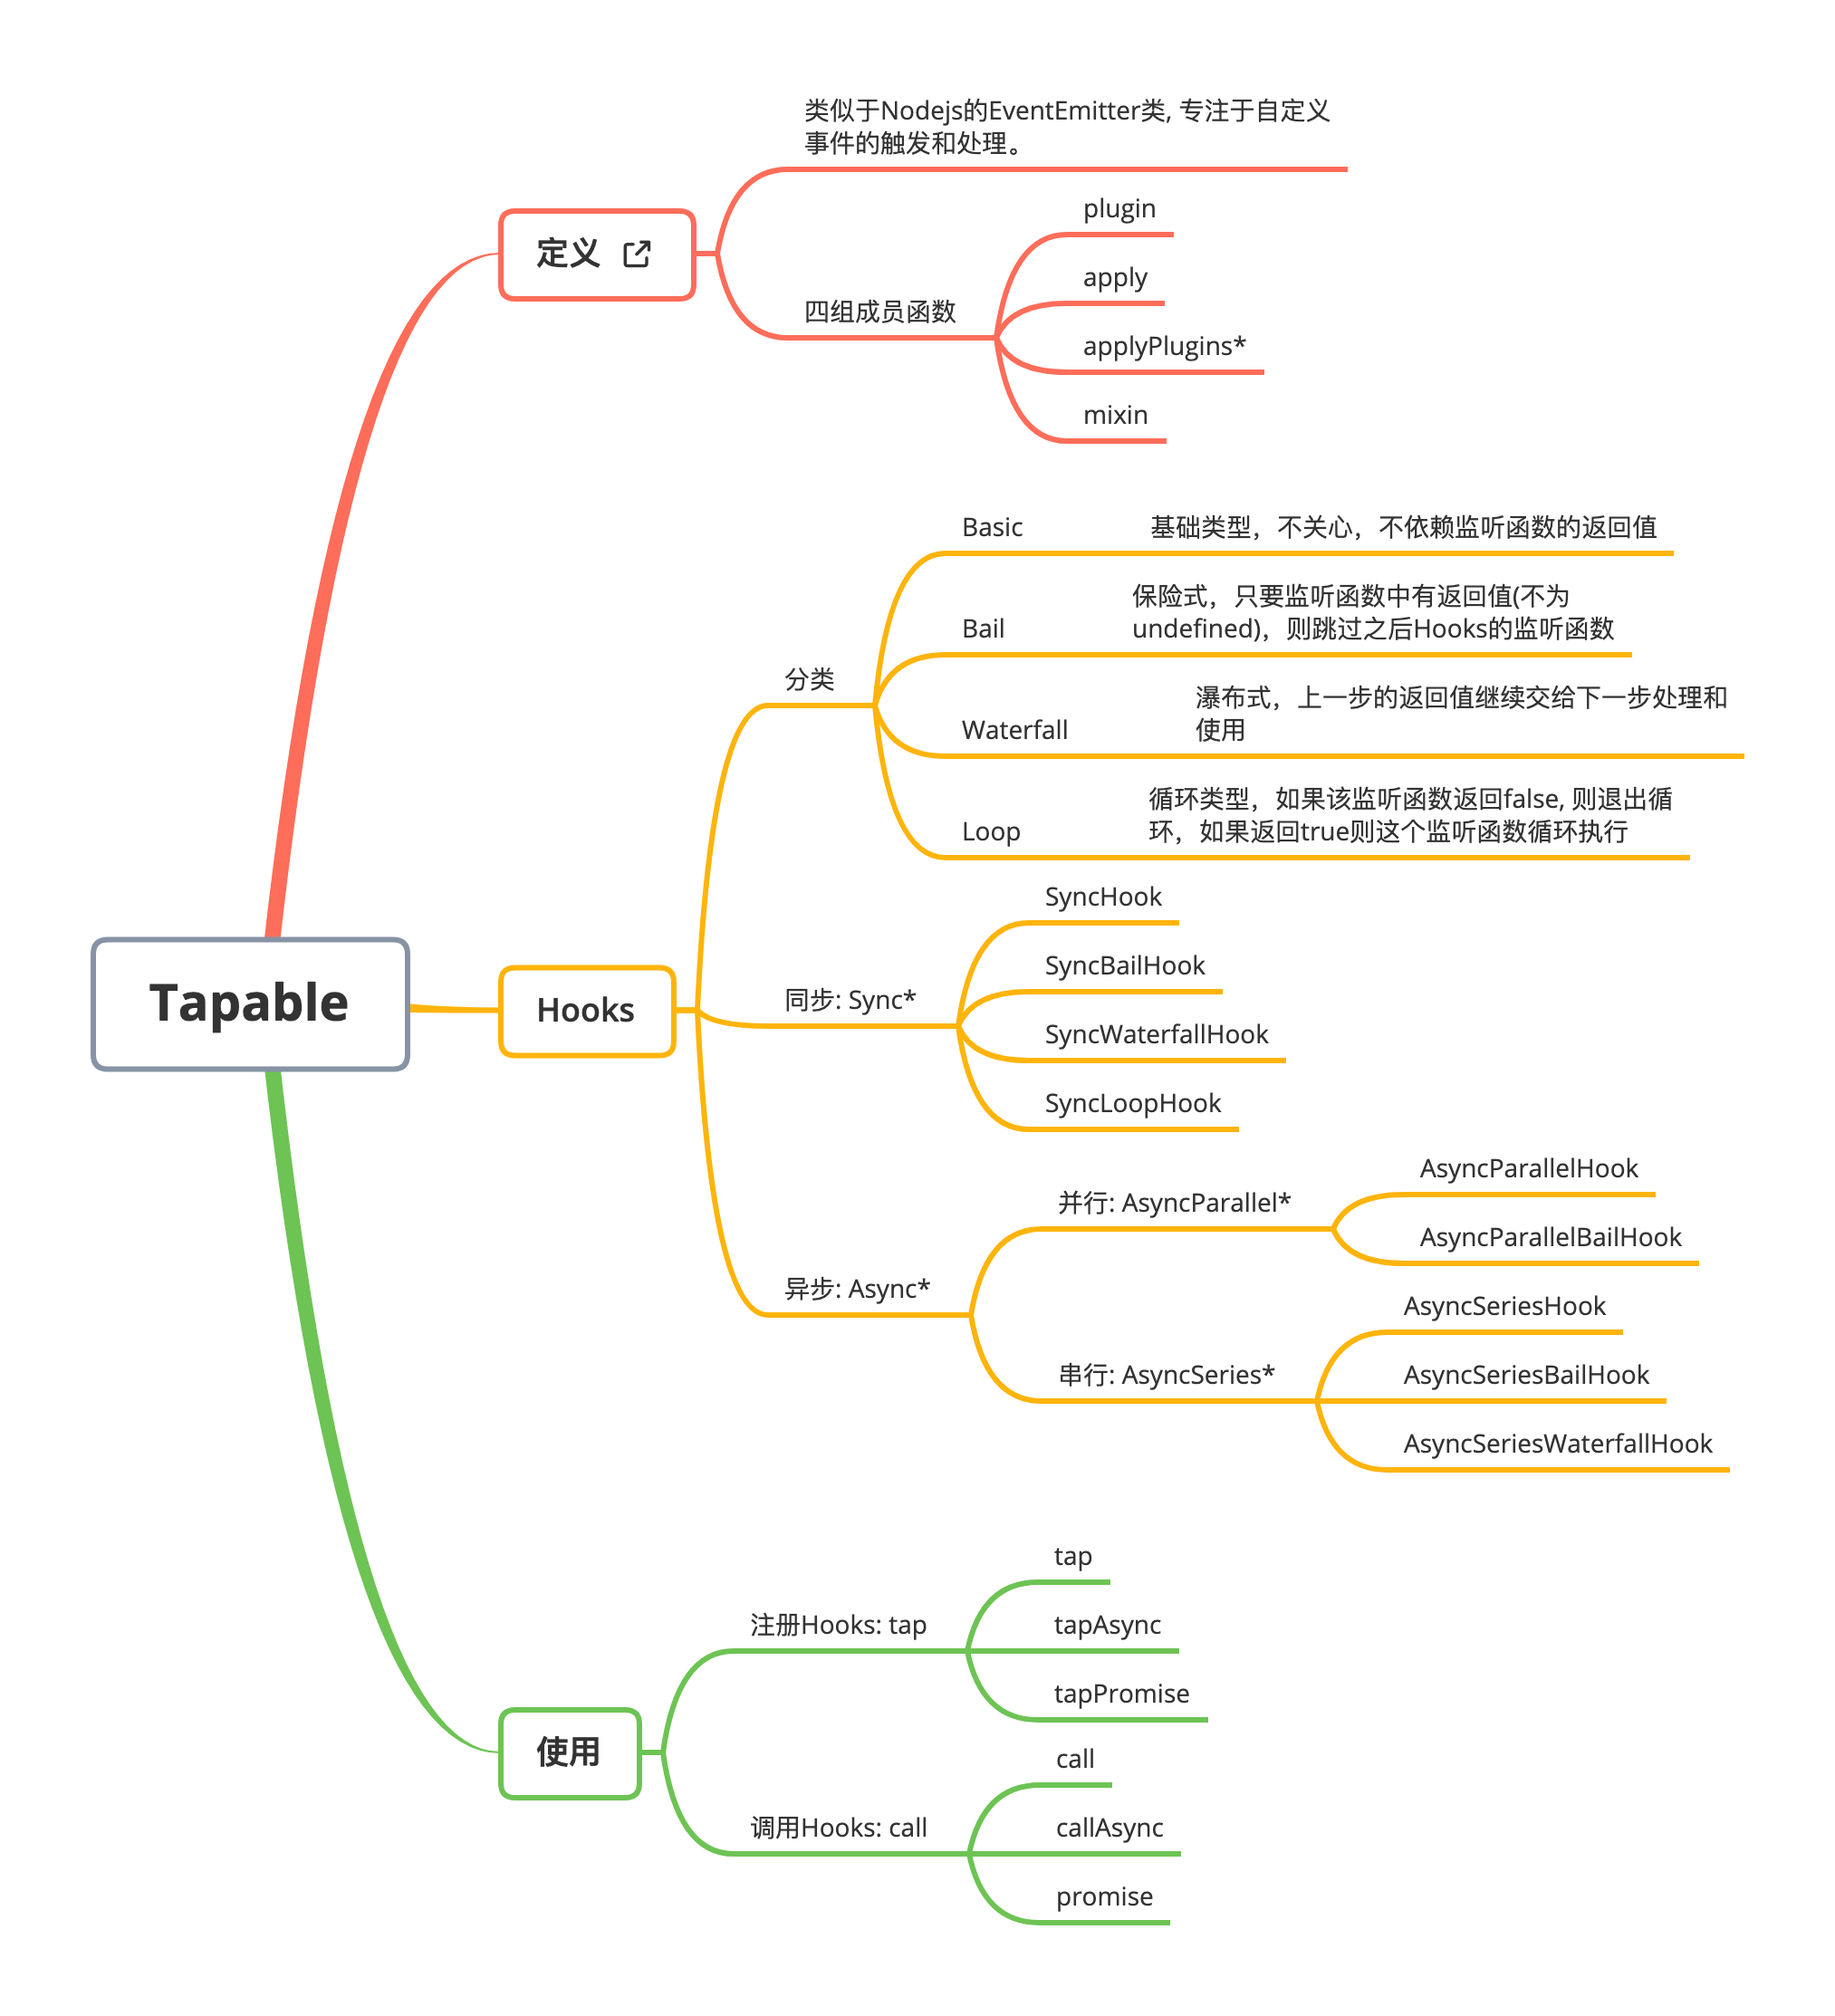 类似于Nodejs的EventEmitter类, 专注于自定义
事件的触发和处理。
定义
四组成员函数
plugin
apply
applyPlugins*
mixin
Tapable
Hooks
分类
Basic
基础类型，不关心，不依赖监听函数的返回值
Bail
保险式，只要监听函数中有返回值(不为
undefined)，则跳过之后Hooks的监听函数
Waterfall
瀑布式，上一步的返回值继续交给下一步处理和
使用
Loop
循环类型，如果该监听函数返回false, 则退出循
环，如果返回true则这个监听函数循环执行
同步: Sync*
SyncHook
SyncBailHook
SyncWaterfallHook
SyncLoopHook
异步: Async*
并行: AsyncParallel*
AsyncParallelHook
AsyncParallelBailHook
串行: AsyncSeries*
AsyncSeriesHook
AsyncSeriesBailHook
AsyncSeriesWaterfallHook
使用
注册Hooks: tap
tap
tapAsync
tapPromise
调用Hooks: call
call
callAsync
promise